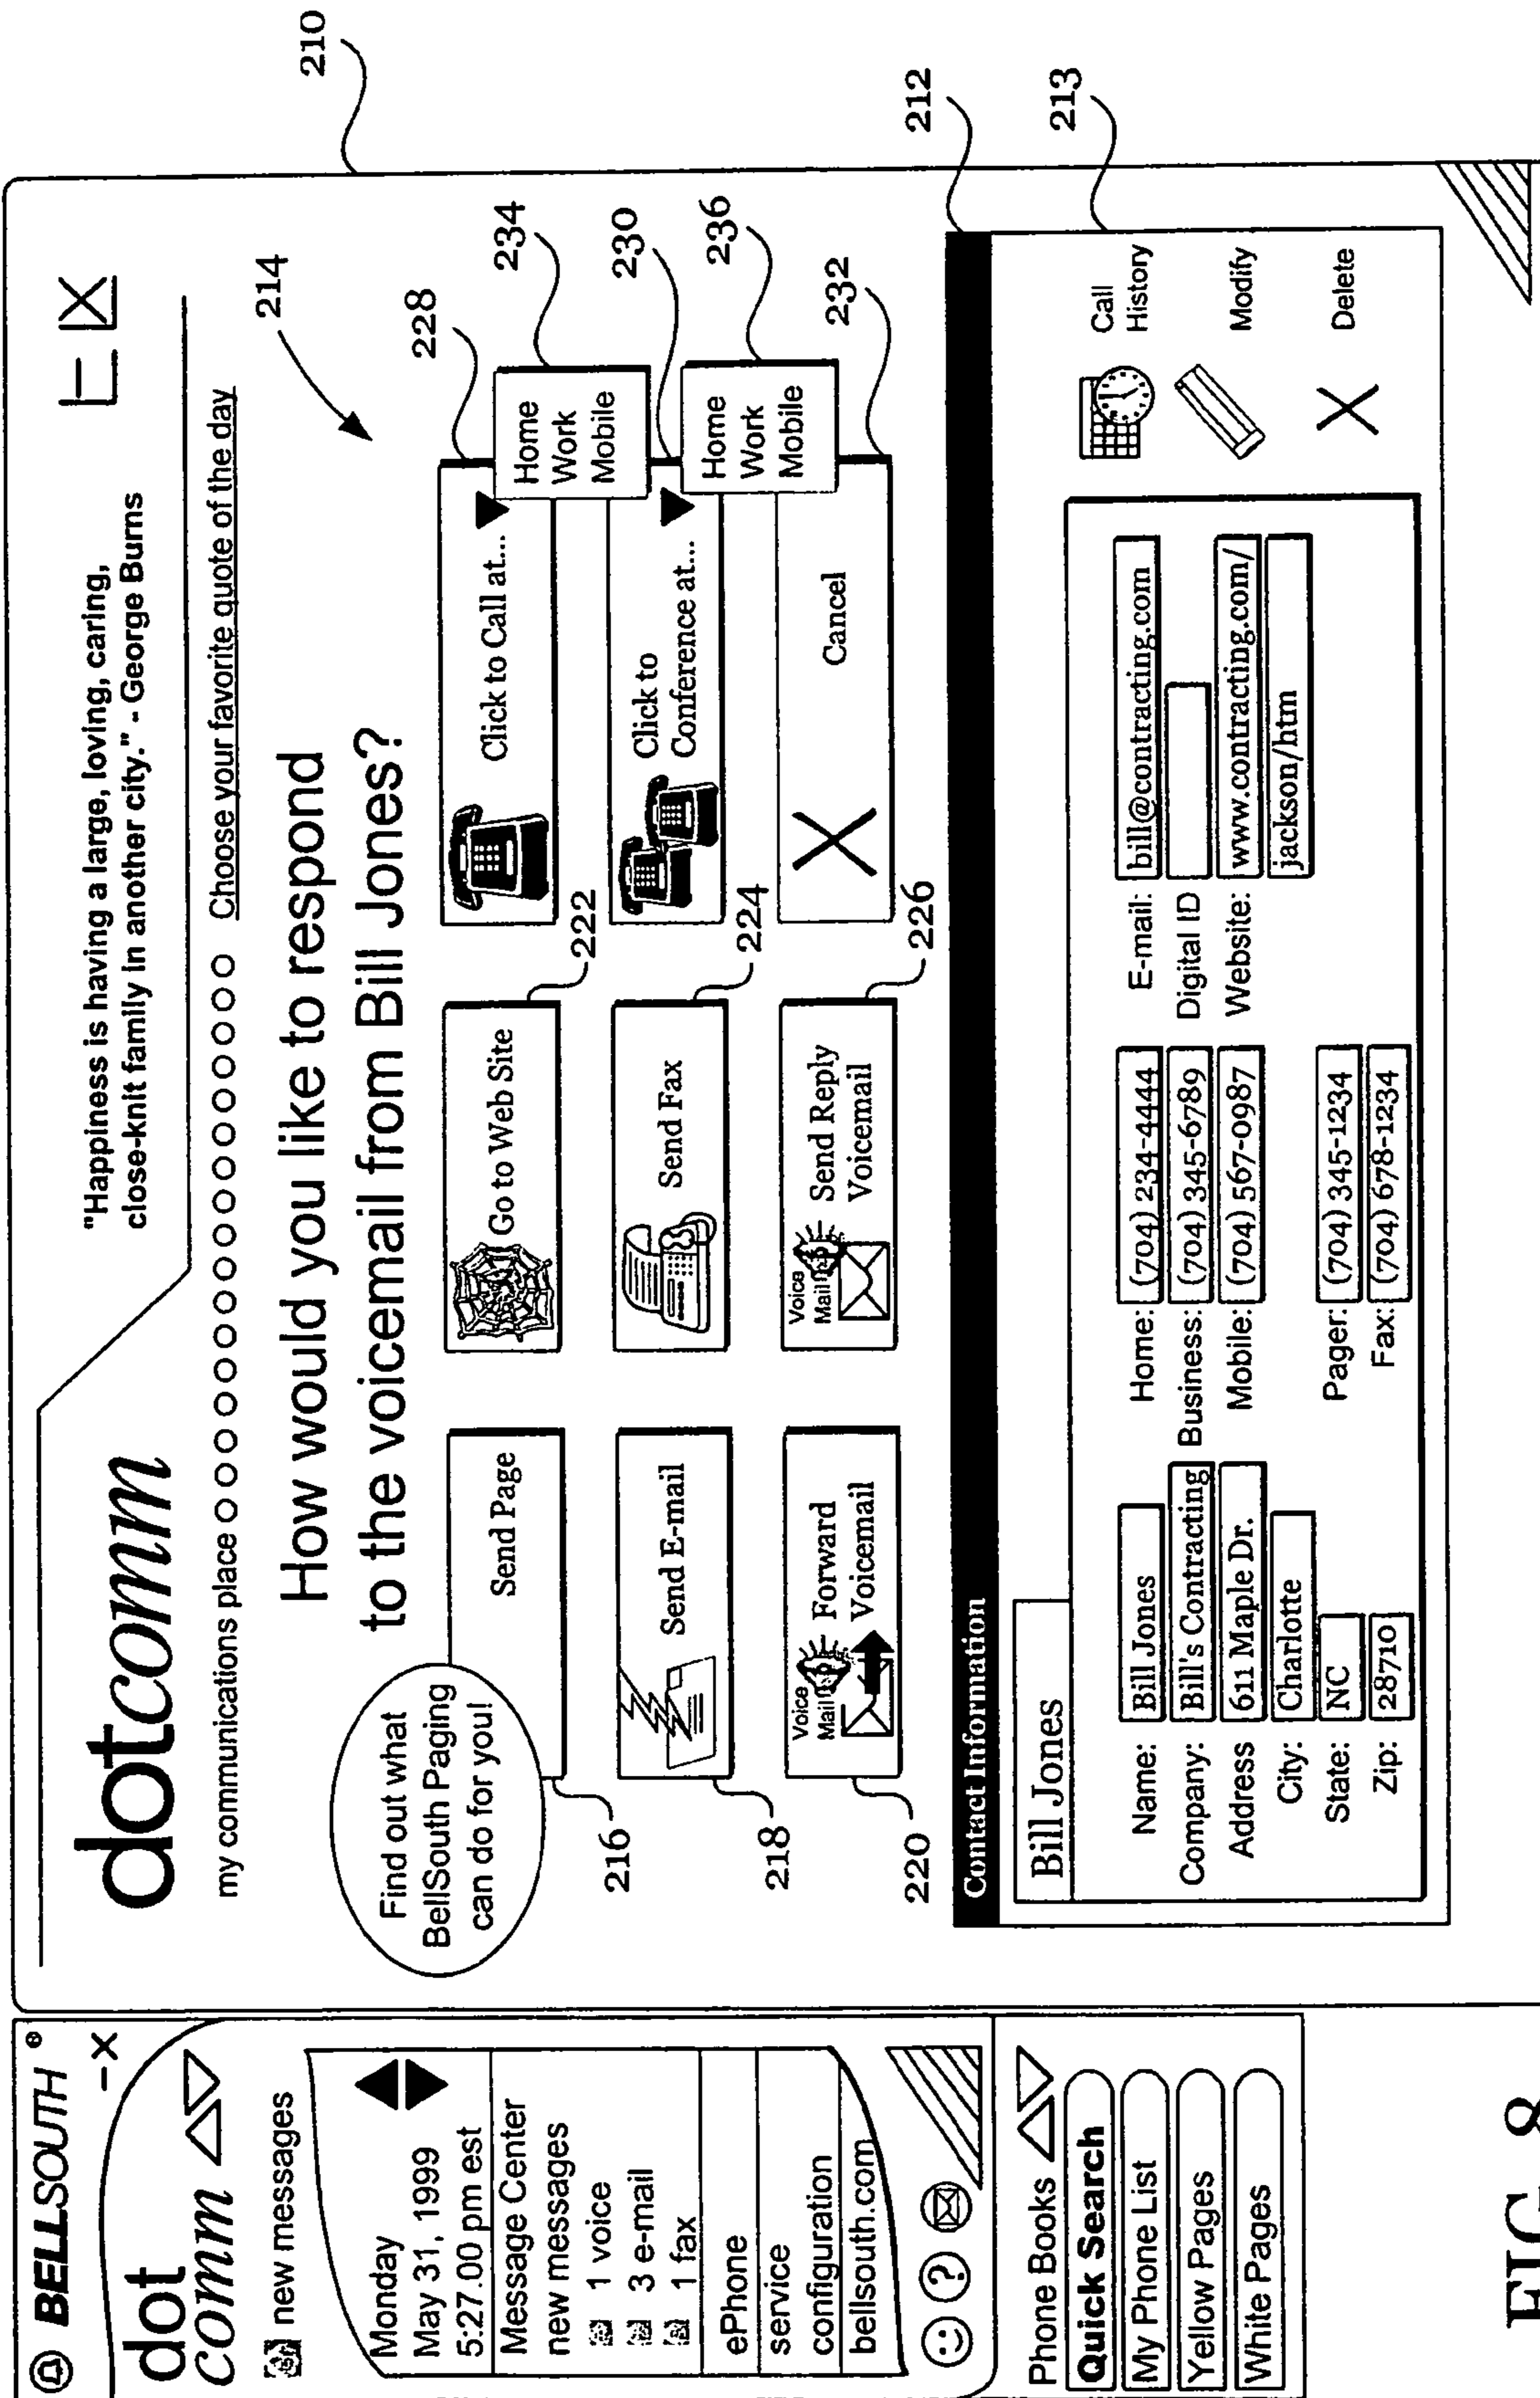 BELLSOUTH ®
– X
dot
comm
new messages
Monday
May 31, 1999
5:27.00 pm est
Message Center
new messages
1 voice
3 e-mail
1 fax
ePhone
service
configuration
bellsouth.com
?
Phone Books
Quick Search
My Phone List
Yellow Pages
White Pages
dotcomm
"Happiness is having a large, loving, caring,
close-knit family in another city." - George Burns
my communications place
Choose your favorite quote of the day
210
214
How would you like to respond
to the voicemail from Bill Jones?
Find out what
BellSouth Paging
can do for you!
Send Page
216
Go to Web Site
222
Click to Call at...
228
Home
Work
Mobile
234
Send E-mail
218
Send Fax
224
Click to
Conference at...
230
Home
Work
Mobile
236
Voice
Mail
Forward
Voicemail
220
Voice
Mail
Send Reply
Voicemail
226
Cancel
232
Contact Information
212
Bill Jones
213
Name: Bill Jones
Company: Bill's Contracting
Address 611 Maple Dr.
City: Charlotte
State: NC
Zip: 28710
Home: (704) 234-4444
Business: (704) 345-6789
Mobile: (704) 567-0987
Pager: (704) 345-1234
Fax: (704) 678-1234
E-mail: bill@contracting.com
Digital ID
Website: www.contracting.com/
jackson/htm
Call
History
Modify
Delete
FIG 8